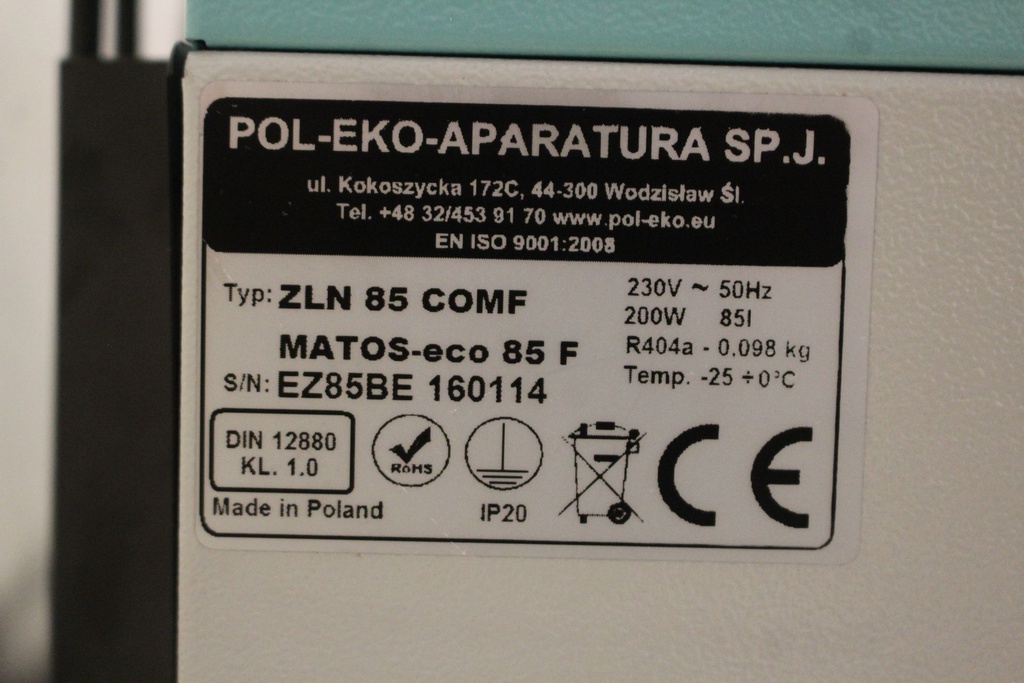 POL-EKO-APARATURA SP.J.
ul. Kokoszycka 172C, 44-300 Wodzisław Śl.
Tel. +48 32/453 91 70 www.pol-eko.eu
EN ISO 9001:2008
Typ: ZLN 85 COMF
MATOS-eco 85 F
S/N: EZ85BE 160114
230V ~ 50Hz
200W 85l
R404a - 0.098 kg
Temp. -25 ÷0°C
DIN 12880
KL. 1.0
RoHS
Made in Poland
IP20
CE